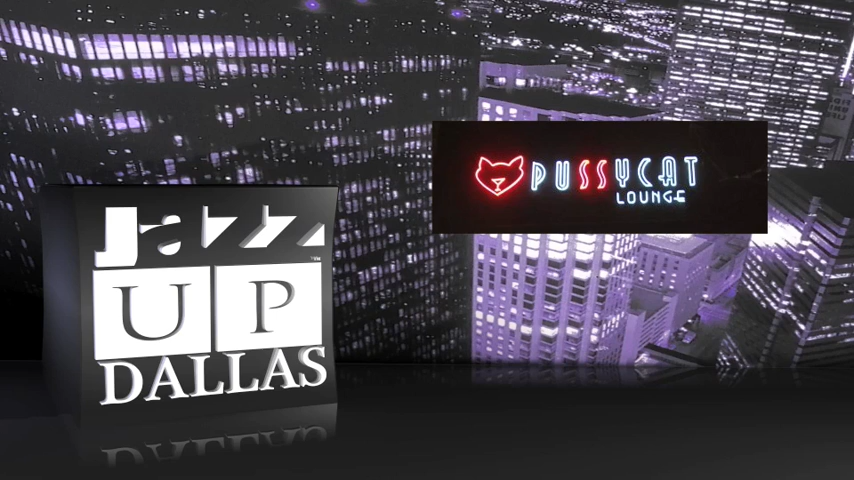 Jazz
UP
DALLAS
PUSSYCAT
LOUNGE